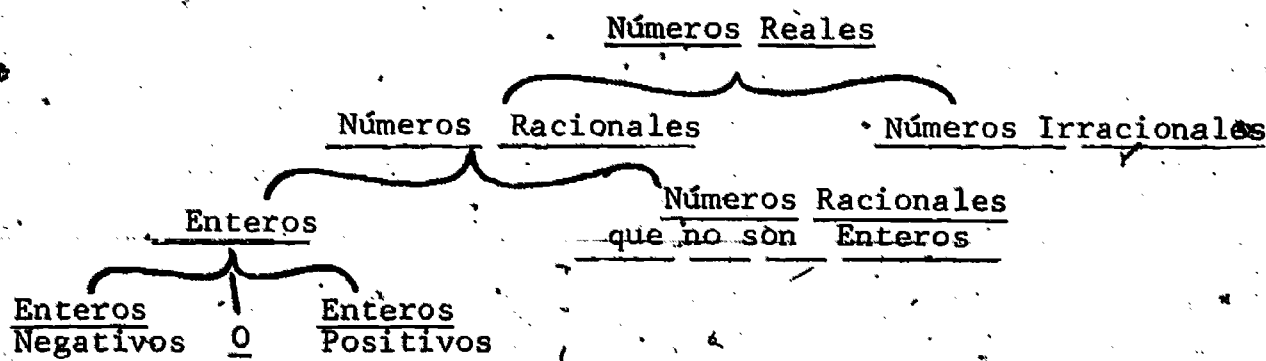 Números Reales
Números Racionales Números Irracionales
Números Racionales
Enteros
que no son Enteros
Enteros Enteros
Negativos 0 Positivos